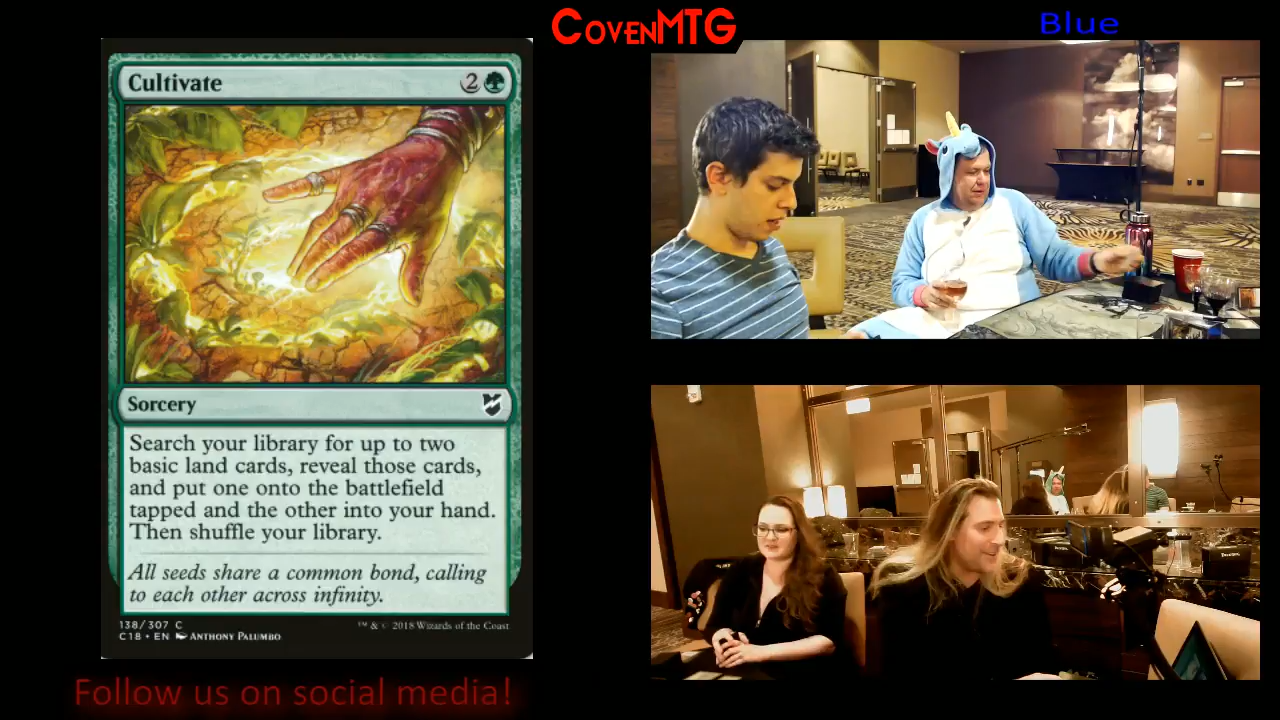 CovenMTG
Blue
Cultivate
2
Sorcery
Search your library for up to two
basic land cards, reveal those cards,
and put one onto the battlefield
tapped and the other into your hand.
Then shuffle your library.
All seeds share a common bond, calling
to each other across infinity.
138/307 C
C18 • EN Anthony Palumbo
™ & © 2018 Wizards of the Coast
Follow us on social media!